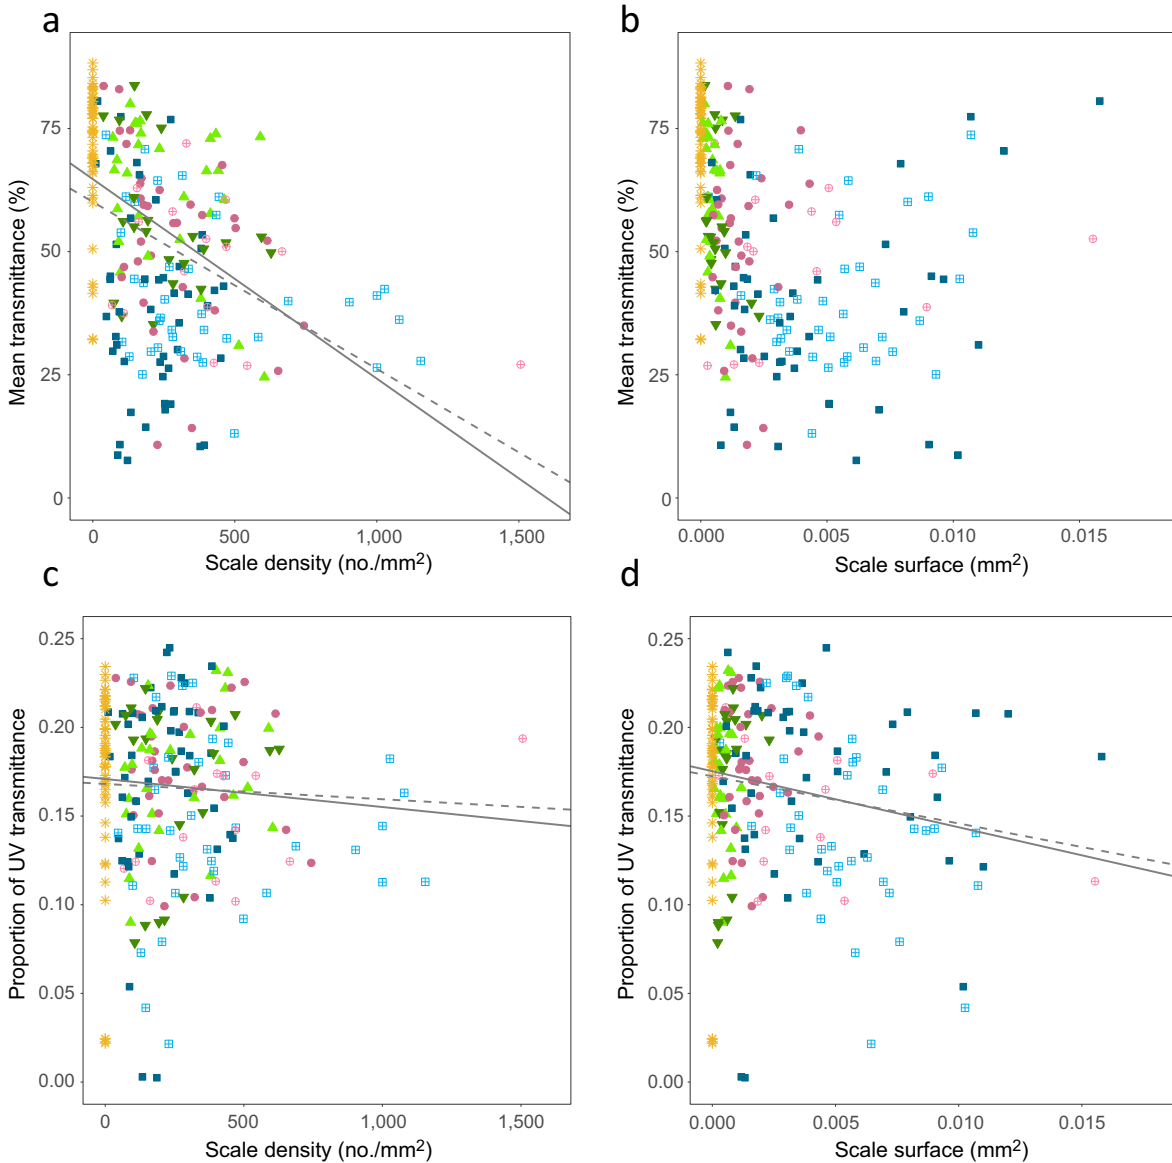 a
Mean transmittance (%)
75
50
25
0
0 500 1,000 1,500
Scale density (no./mm²)
b
Mean transmittance (%)
75
50
25
0
0.000 0.005 0.010 0.015
Scale surface (mm²)
c
Proportion of UV transmittance
0.25
0.20
0.15
0.10
0.05
0.00
0 500 1,000 1,500
Scale density (no./mm²)
d
Proportion of UV transmittance
0.25
0.20
0.15
0.10
0.05
0.00
0.000 0.005 0.010 0.015
Scale surface (mm²)